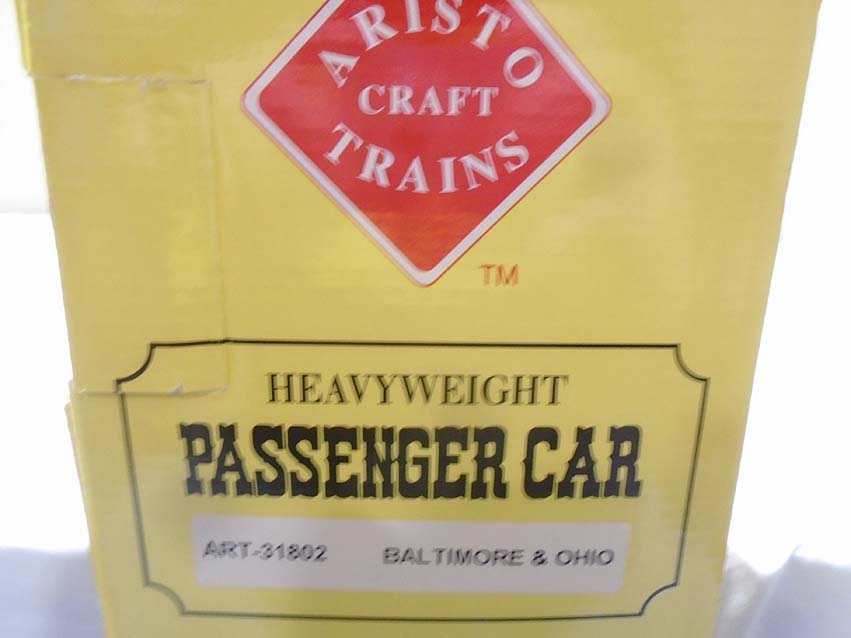 ARISTO
CRAFT
TRAINS
TM
HEAVYWEIGHT
PASSENGER CAR
ART-31802 BALTIMORE & OHIO